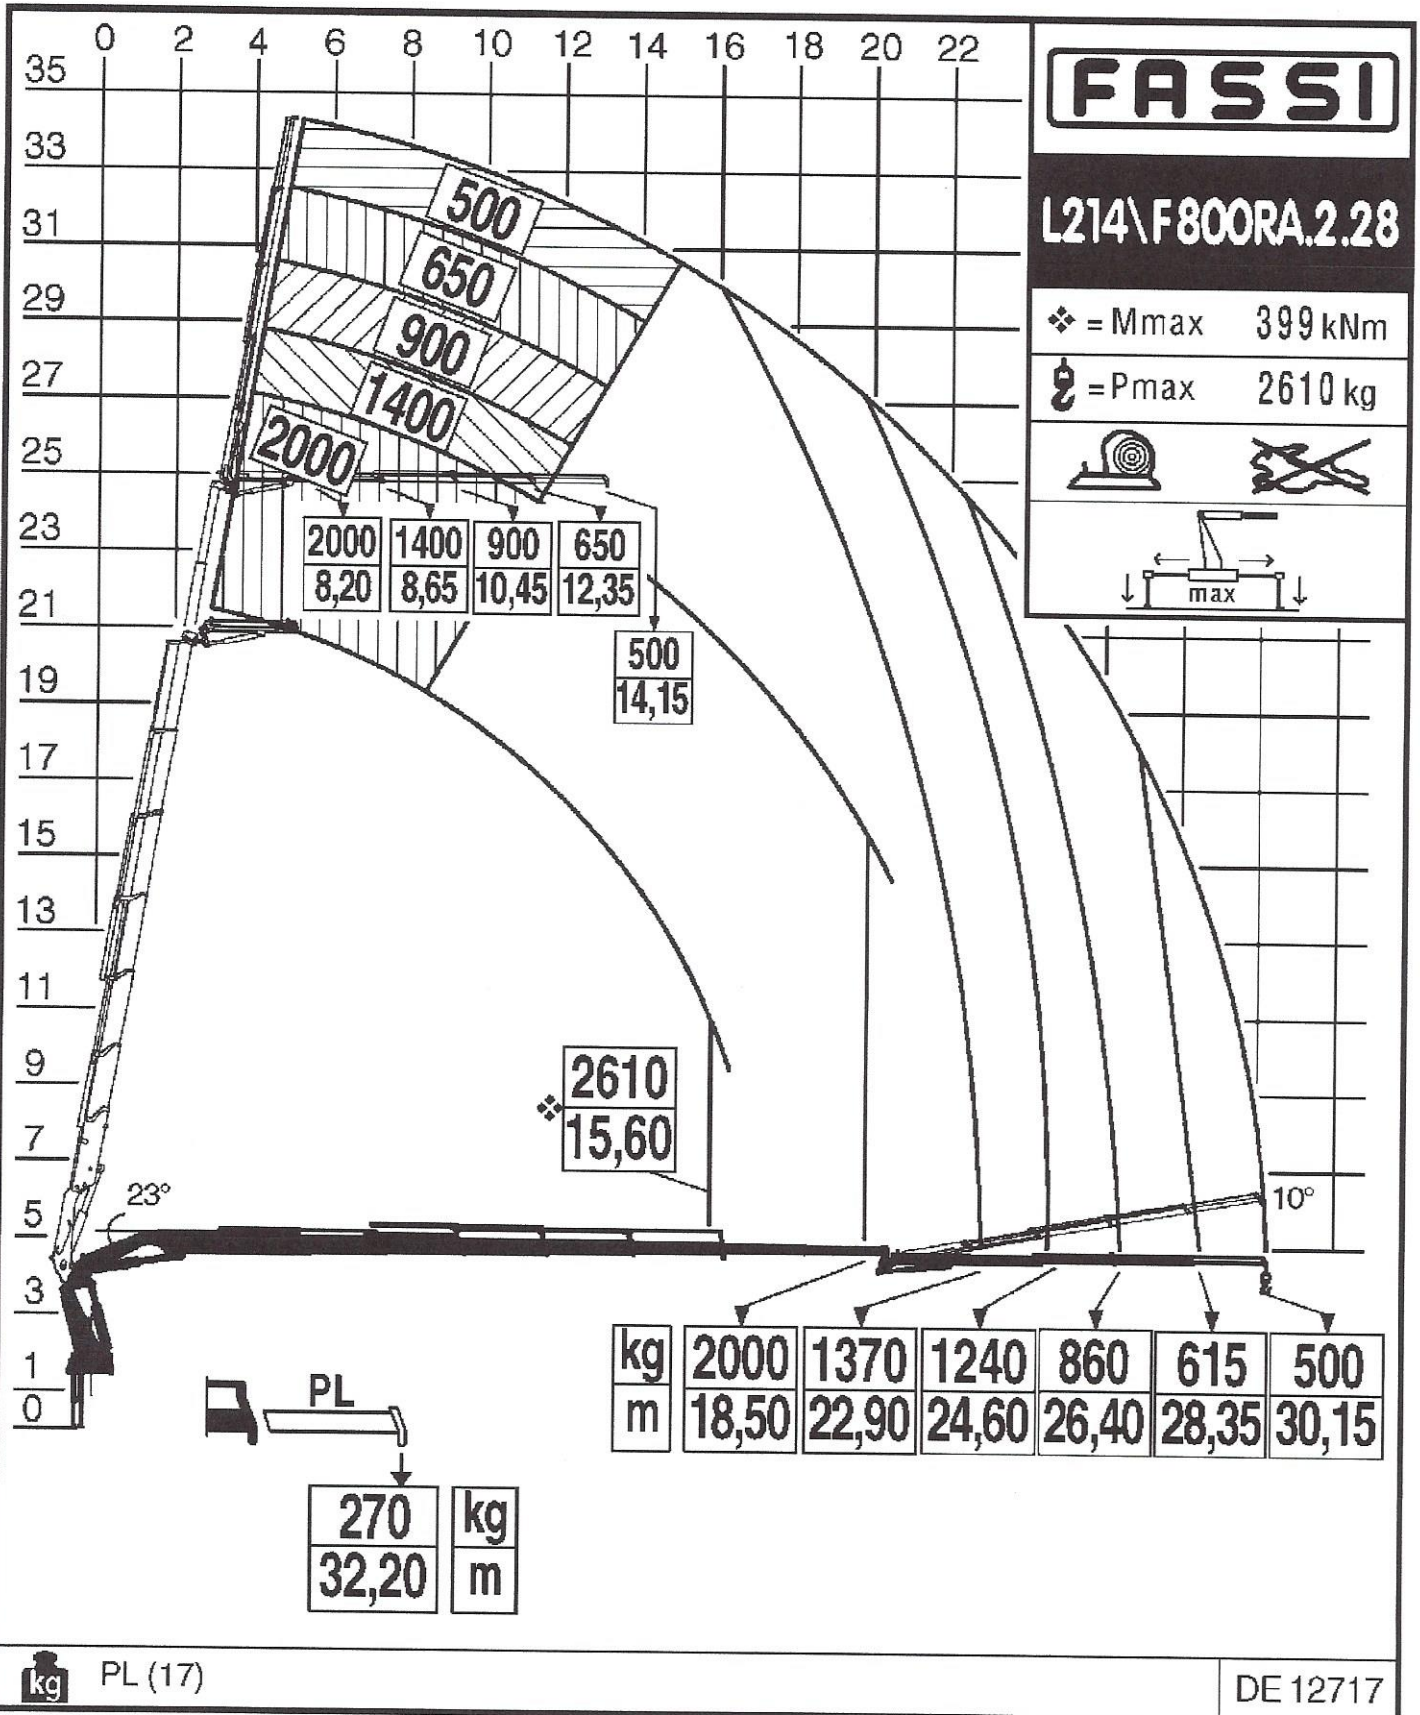 0 2 4 6 8 10 12 14 16 18 20 22
35
33
31
29
27
25
23
21
19
17
15
13
11
9
7
5
3
1
0
FASSI
L214\F800RA.2.28
❖ = Mmax 399 kNm
= Pmax 2610 kg
max
500
650
900
1400
2000
2000 1400 900 650
8,20 8,65 10,45 12,35
500
14,15
❖ 2610
15,60
23°
10°
kg 2000 1370 1240 860 615 500
m 18,50 22,90 24,60 26,40 28,35 30,15
PL
270 kg
32,20 m
kg PL (17)
DE 12717